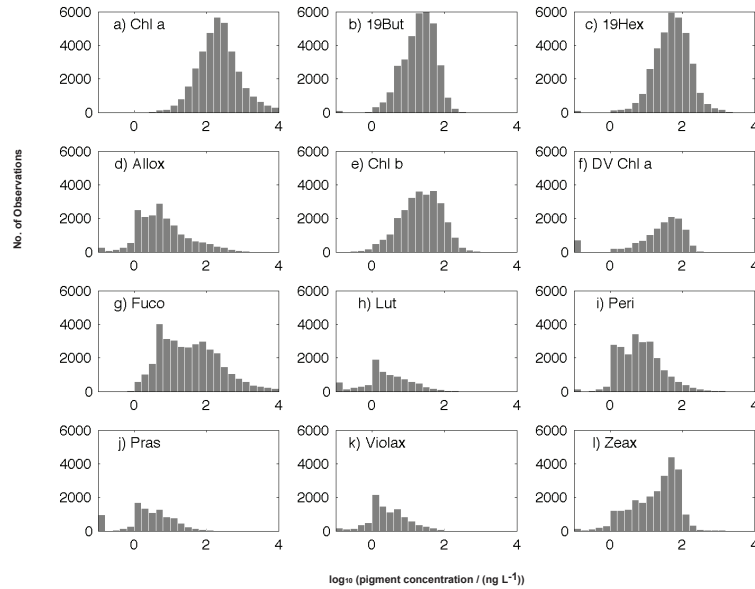 6000 6000 6000
a) Chl a b) 19But c) 19Hex
4000 4000 4000
2000 2000 2000
0 0 0
0 2 4 0 2 4 0 2 4
No. of Observations
6000 6000 6000
d) Allox e) Chl b f) DV Chl a
4000 4000 4000
2000 2000 2000
0 0 0
0 2 4 0 2 4 0 2 4
6000 6000 6000
g) Fuco h) Lut i) Peri
4000 4000 4000
2000 2000 2000
0 0 0
0 2 4 0 2 4 0 2 4
6000 6000 6000
j) Pras k) Violax l) Zeax
4000 4000 4000
2000 2000 2000
0 0 0
0 2 4 0 2 4 0 2 4
log₁₀ (pigment concentration / (ng L⁻¹))